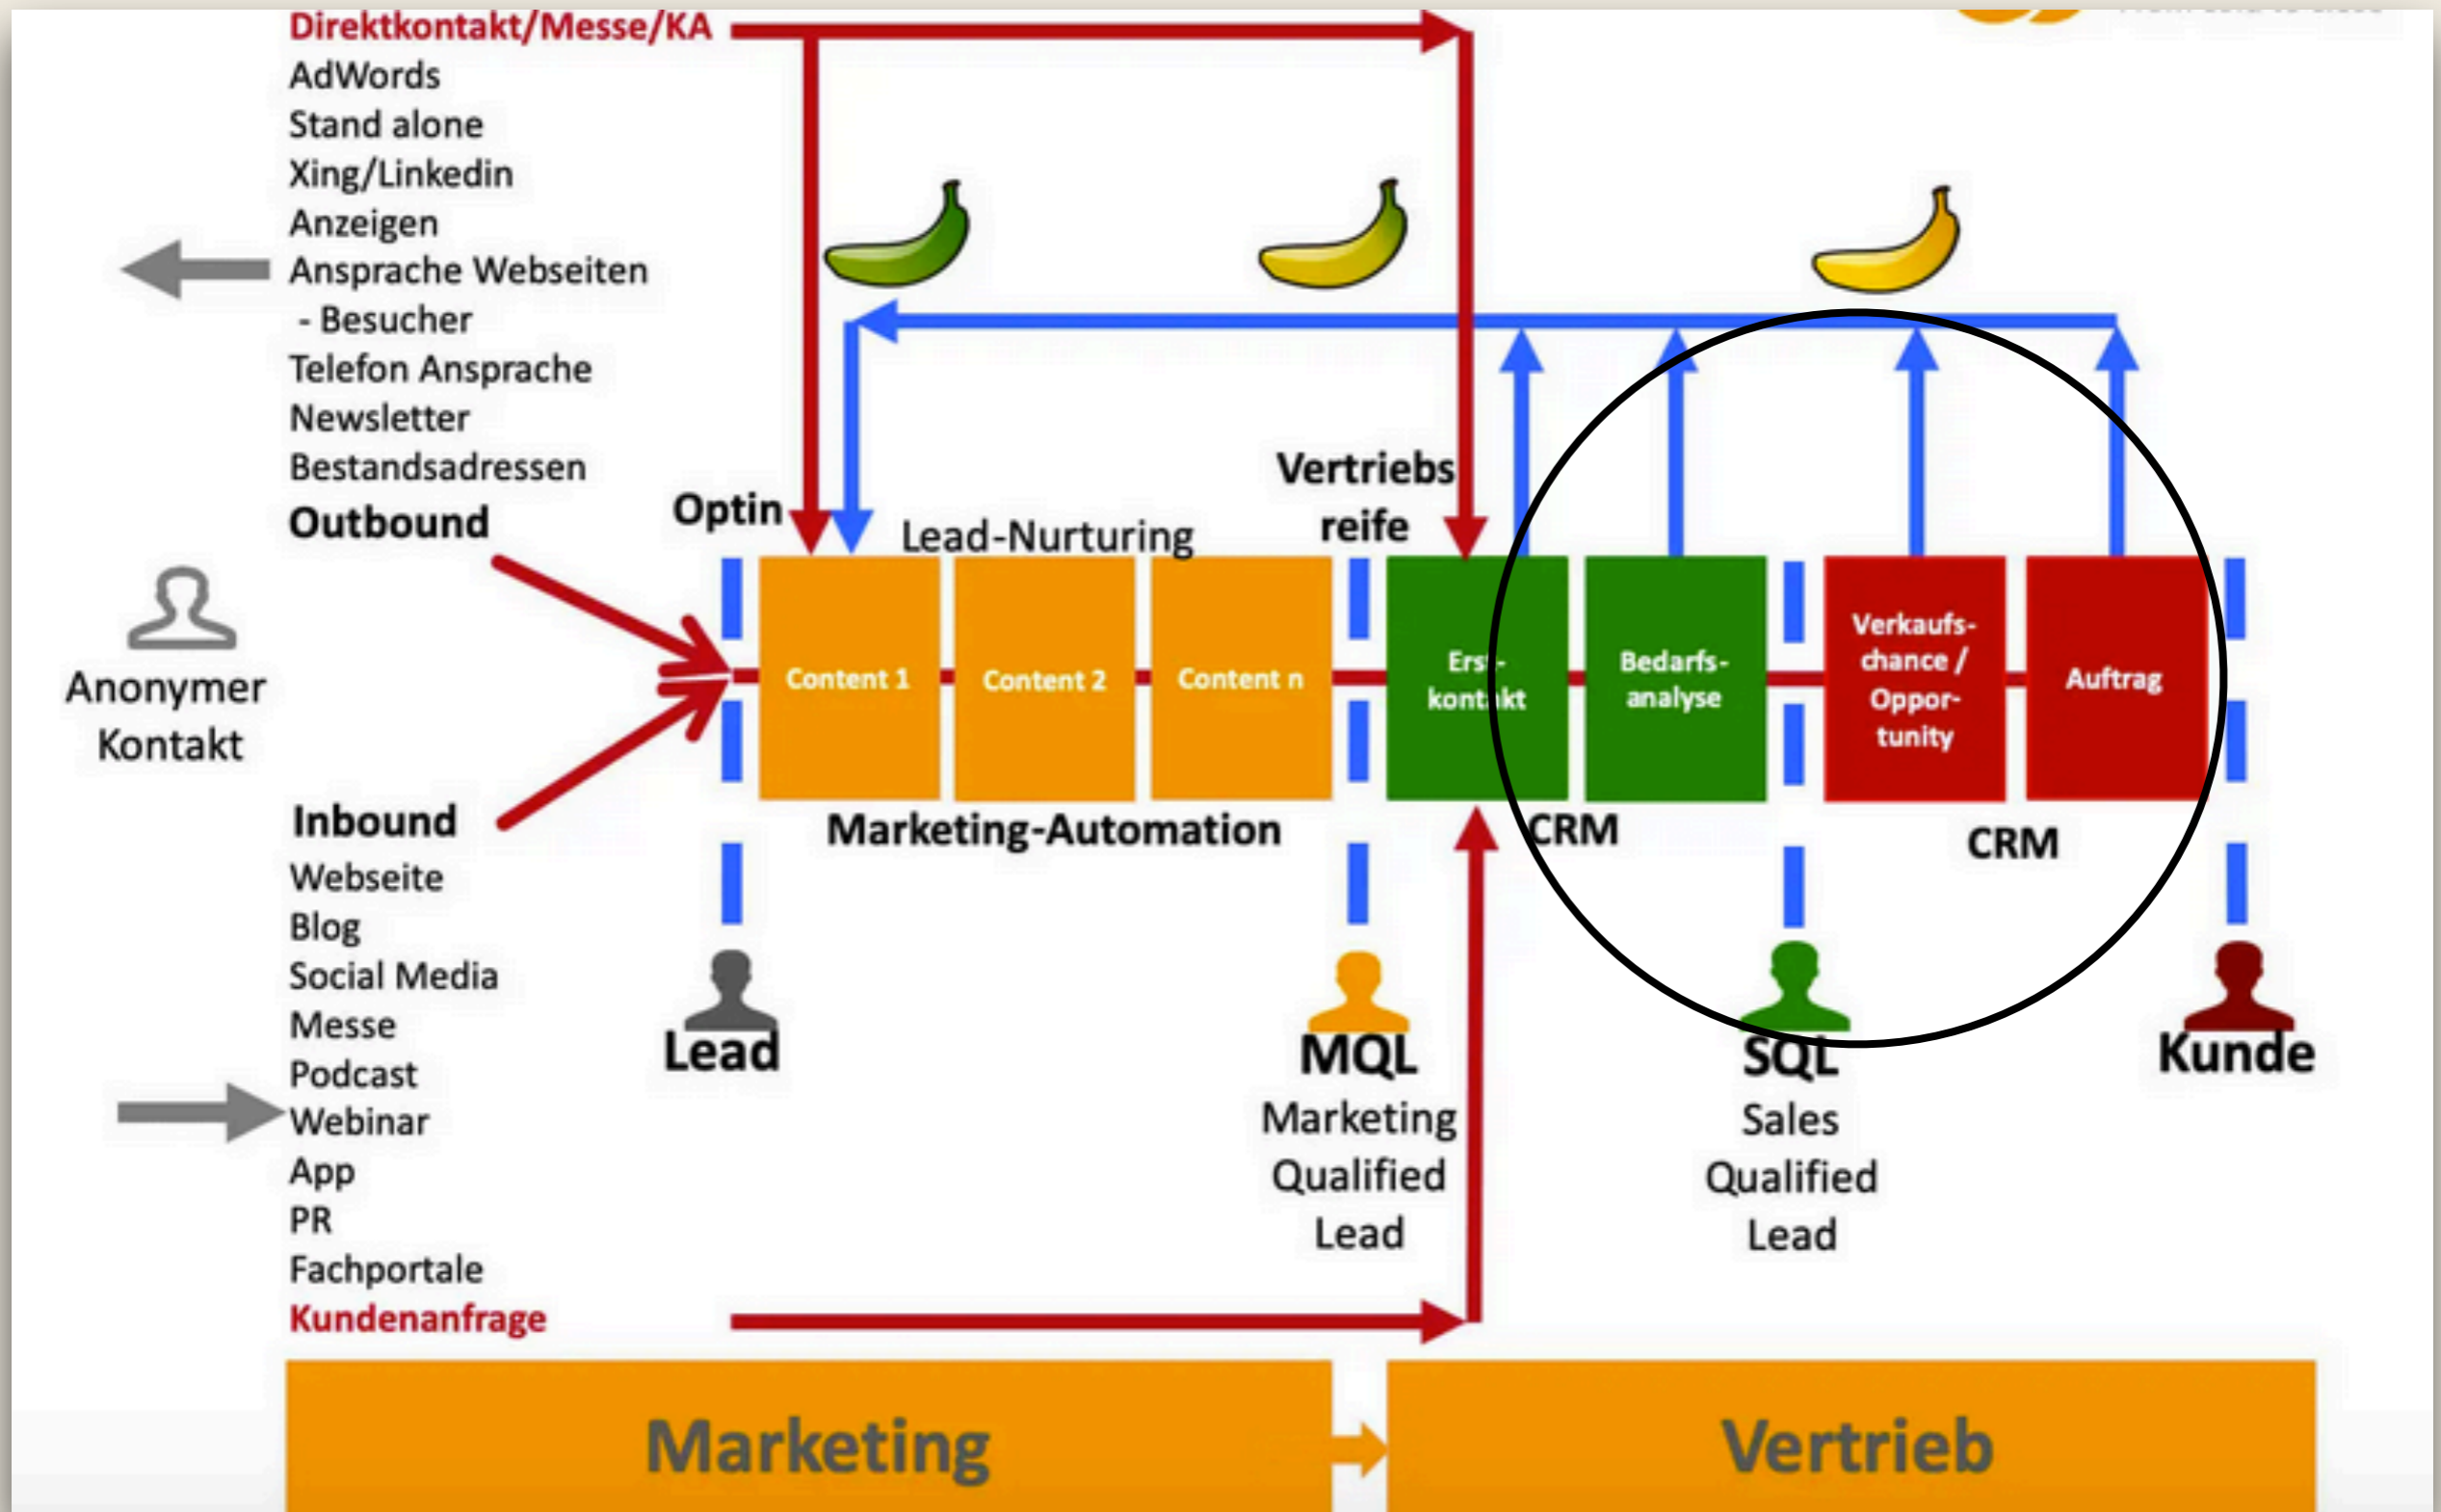 Direktkontakt/Messe/KA
AdWords
Stand alone
Xing/Linkedin
Anzeigen
Ansprache Webseiten
- Besucher
Telefon Ansprache
Newsletter
Bestandsadressen
Outbound
Optin
Lead-Nurturing
Vertriebs
reife
Anonymer
Kontakt
Content 1
Content 2
Content n
Erst-
kontakt
Bedarfs-
analyse
Verkaufs-
chance /
Oppor-
tunity
Auftrag
Marketing-Automation
CRM
CRM
Inbound
Webseite
Blog
Social Media
Messe
Podcast
Webinar
App
PR
Fachportale
Kundenanfrage
Lead
MQL
Marketing
Qualified
Lead
SQL
Sales
Qualified
Lead
Kunde
Marketing
Vertrieb